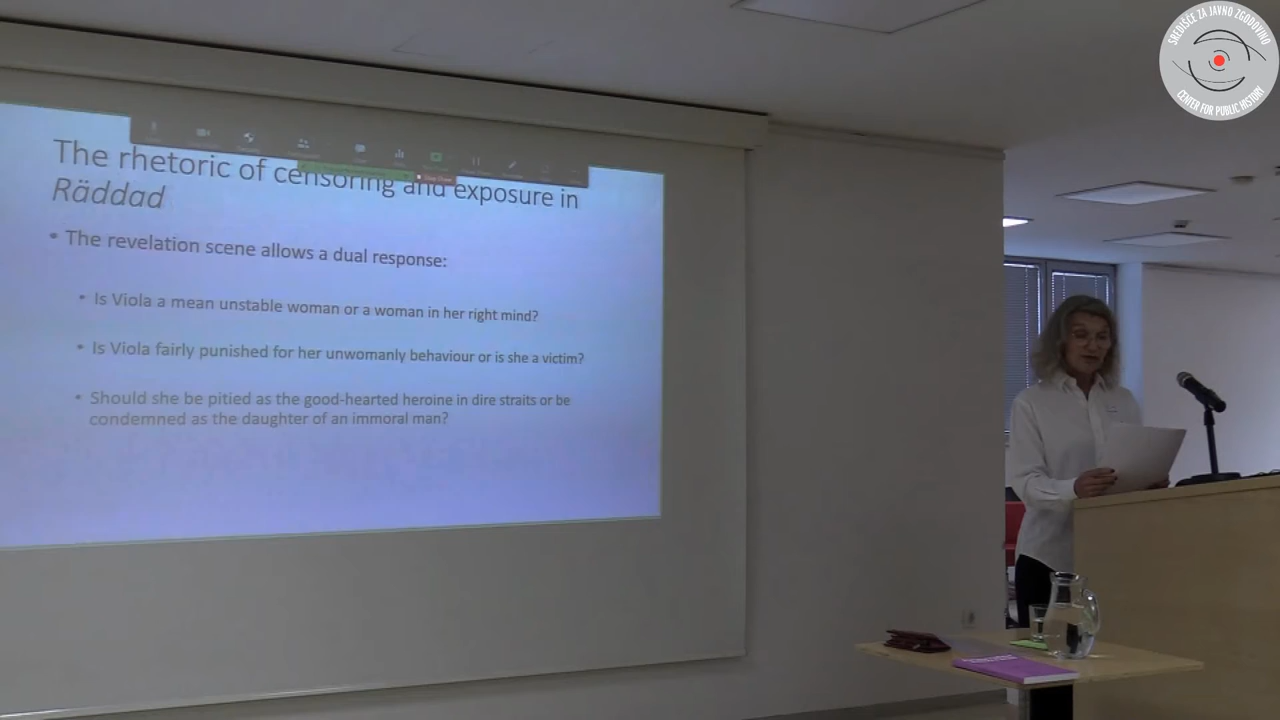 SREDIŠČE ZA JAVNO ZGODOVINO
CENTER FOR PUBLIC HISTORY
The rhetoric of censoring and exposure in
Räddad
• The revelation scene allows a dual response:
• Is Viola a mean unstable woman or a woman in her right mind?
• Is Viola fairly punished for her unwomanly behaviour or is she a victim?
• Should she be pitied as the good-hearted heroine in dire straits or be
condemned as the daughter of an immoral man?